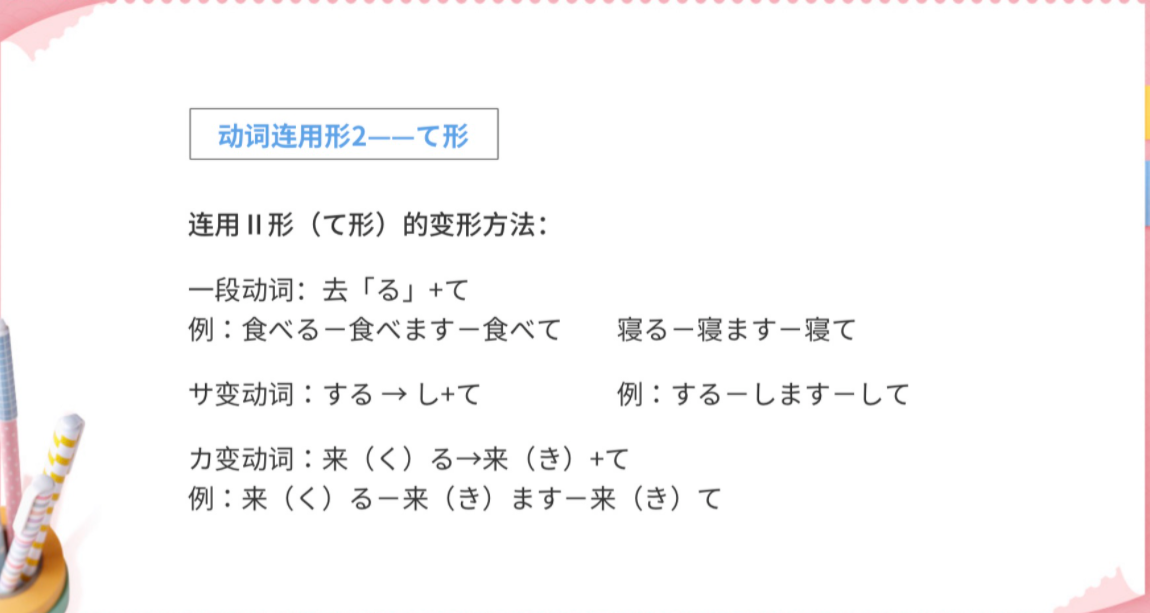 动词连用形2——て形
连用Ⅱ形（て形）的变形方法：
一段动词：去「る」+て
例：食べる－食べます－食べて　　寝る－寝ます－寝て
サ变动词：する → し+て　　例：する－します－して
カ变动词：来（く）る→来（き）+て
例：来（く）る－来（き）ます－来（き）て